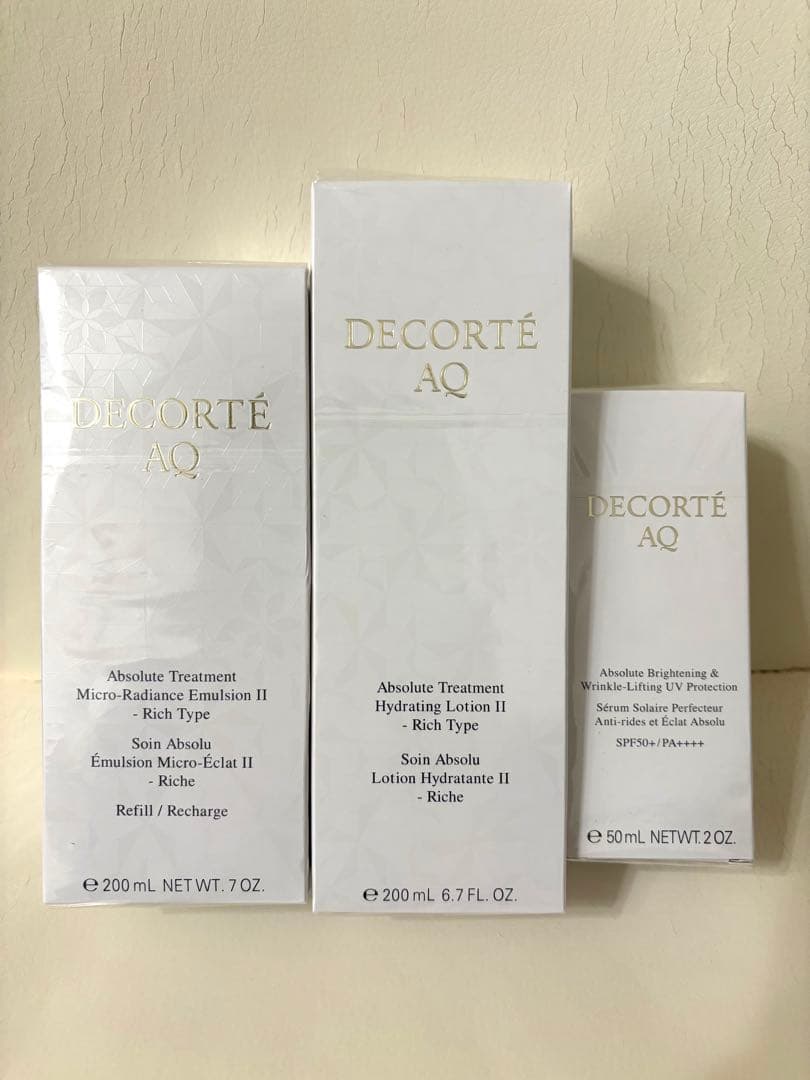 DECORTÉ
AQ
Absolute Treatment
Micro-Radiance Emulsion II
- Rich Type
Soin Absolu
Émulsion Micro-Éclat II
- Riche
Refill / Recharge
℮ 200 mL NET WT. 7 OZ.
DECORTÉ
AQ
Absolute Treatment
Hydrating Lotion II
- Rich Type
Soin Absolu
Lotion Hydratante II
- Riche
℮ 200 mL 6.7 FL. OZ.
DECORTÉ
AQ
Absolute Brightening &
Wrinkle-Lifting UV Protection
Sérum Solaire Perfecteur
Anti-rides et Éclat Absolu
SPF50+/PA++++
℮ 50 mL NETWT. 2 OZ.